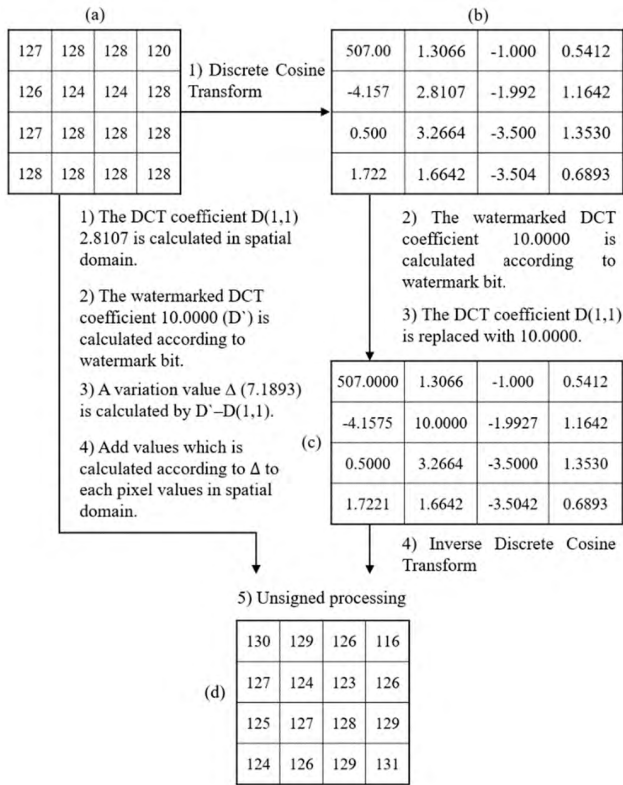 (a)
127 128 128 120
126 124 124 128
127 128 128 128
128 128 128 128
1) Discrete Cosine
Transform
(b)
507.00 1.3066 -1.000 0.5412
-4.157 2.8107 -1.992 1.1642
0.500 3.2664 -3.500 1.3530
1.722 1.6642 -3.504 0.6893
1) The DCT coefficient D(1,1)
2.8107 is calculated in spatial
domain.
2) The watermarked DCT
coefficient 10.0000 (D`) is
calculated according to
watermark bit.
3) A variation value Δ (7.1893)
is calculated by D`–D(1,1).
4) Add values which is
calculated according to Δ to
each pixel values in spatial
domain.
2) The watermarked DCT
coefficient 10.0000 is
calculated according to
watermark bit.
3) The DCT coefficient D(1,1)
is replaced with 10.0000.
(c)
507.0000 1.3066 -1.000 0.5412
-4.1575 10.0000 -1.9927 1.1642
0.5000 3.2664 -3.5000 1.3530
1.7221 1.6642 -3.5042 0.6893
4) Inverse Discrete Cosine
Transform
5) Unsigned processing
(d)
130 129 126 116
127 124 123 126
125 127 128 129
124 126 129 131